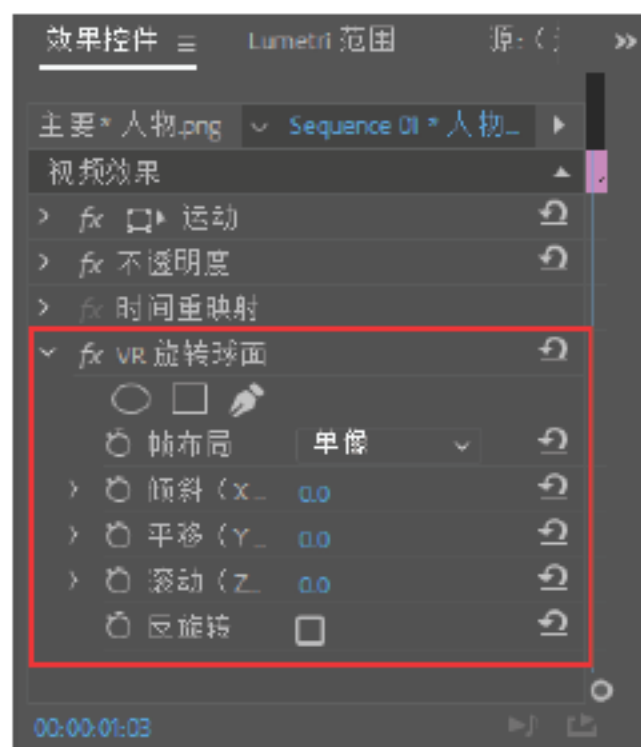 效果控件 ≡ Lumetri 范围 源:( »
主要*人物.png Sequence 01*人物...
视频效果
fx 运动
fx 不透明度
fx 时间重映射
fx VR 旋转球面
帧布局 单像
倾斜(X... 0.0
平移(Y... 0.0
滚动(Z... 0.0
反旋转
00:00:01:03